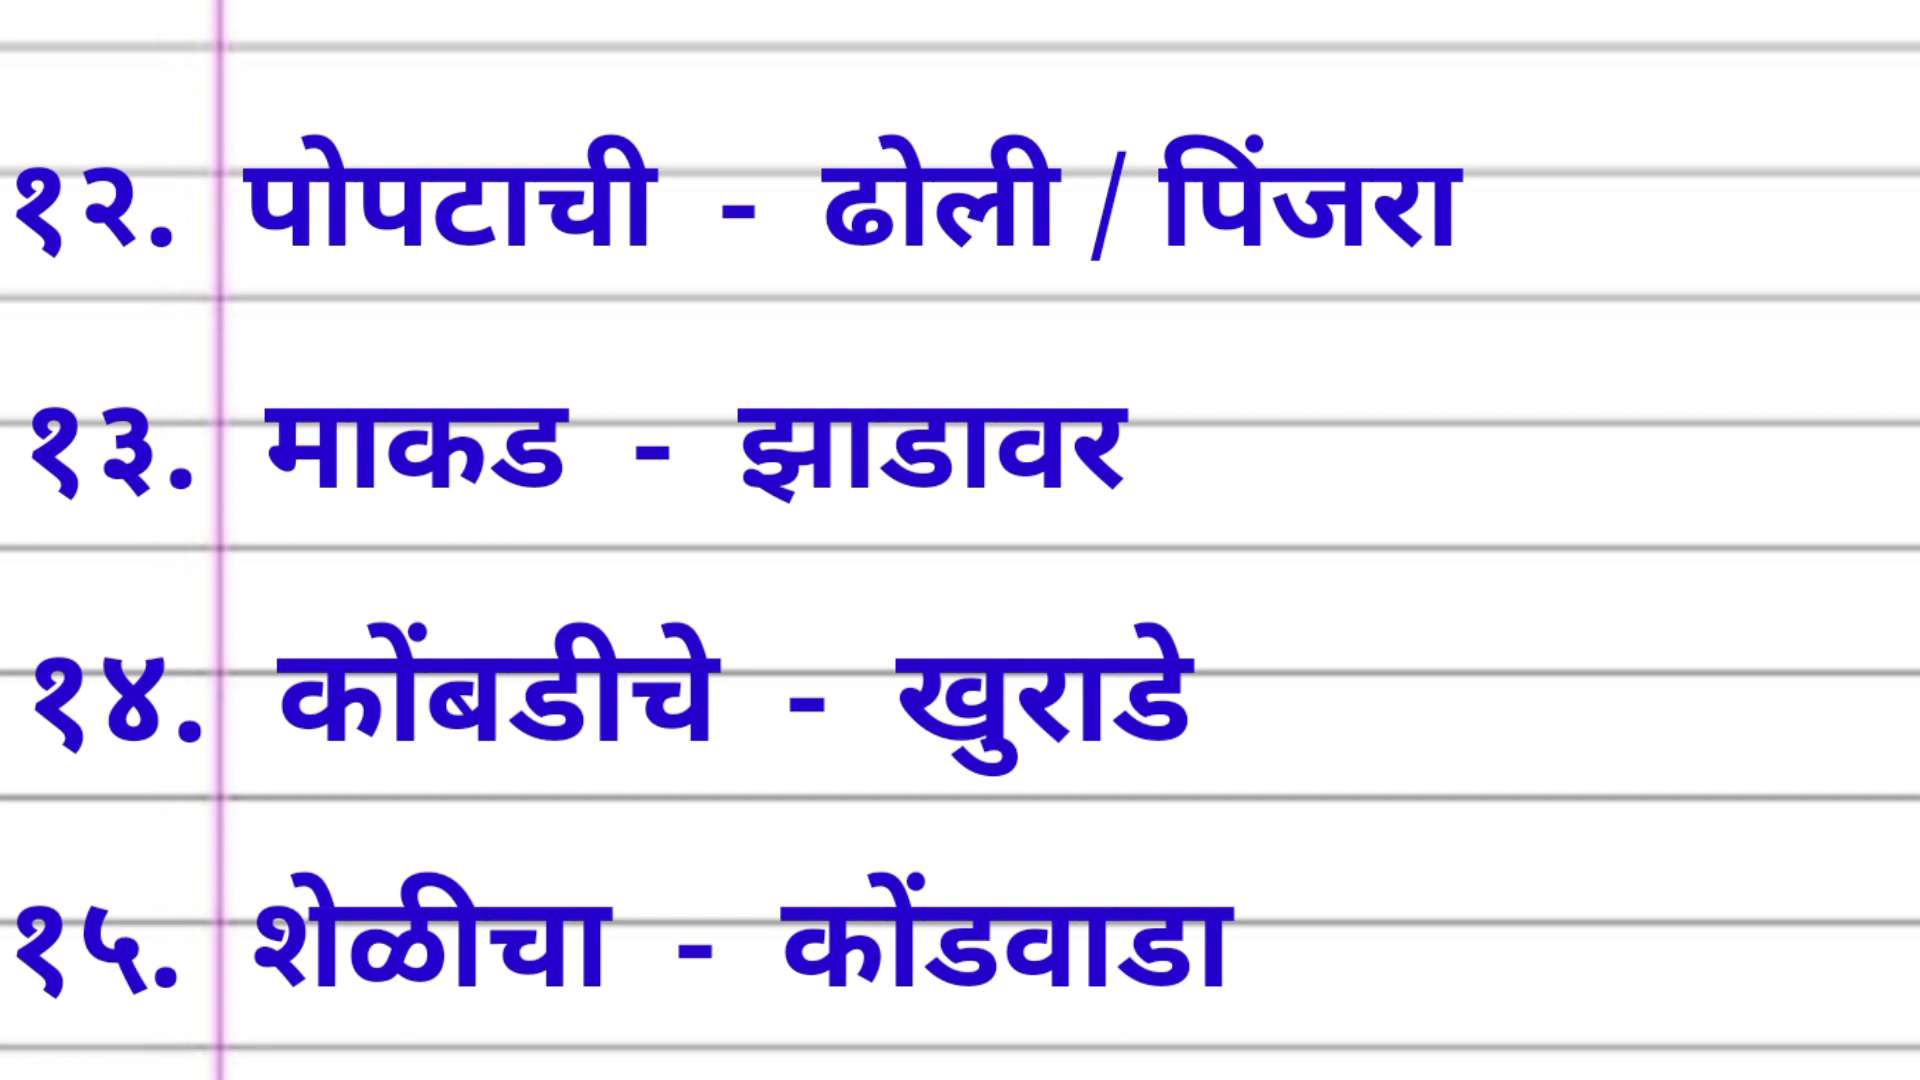 १२. पोपटाची - ढोली / पिंजरा
१३. माकड - झाडावर
१४. कोंबडीचे - खुराडे
१५. शेळीचा - कोंडवाडा